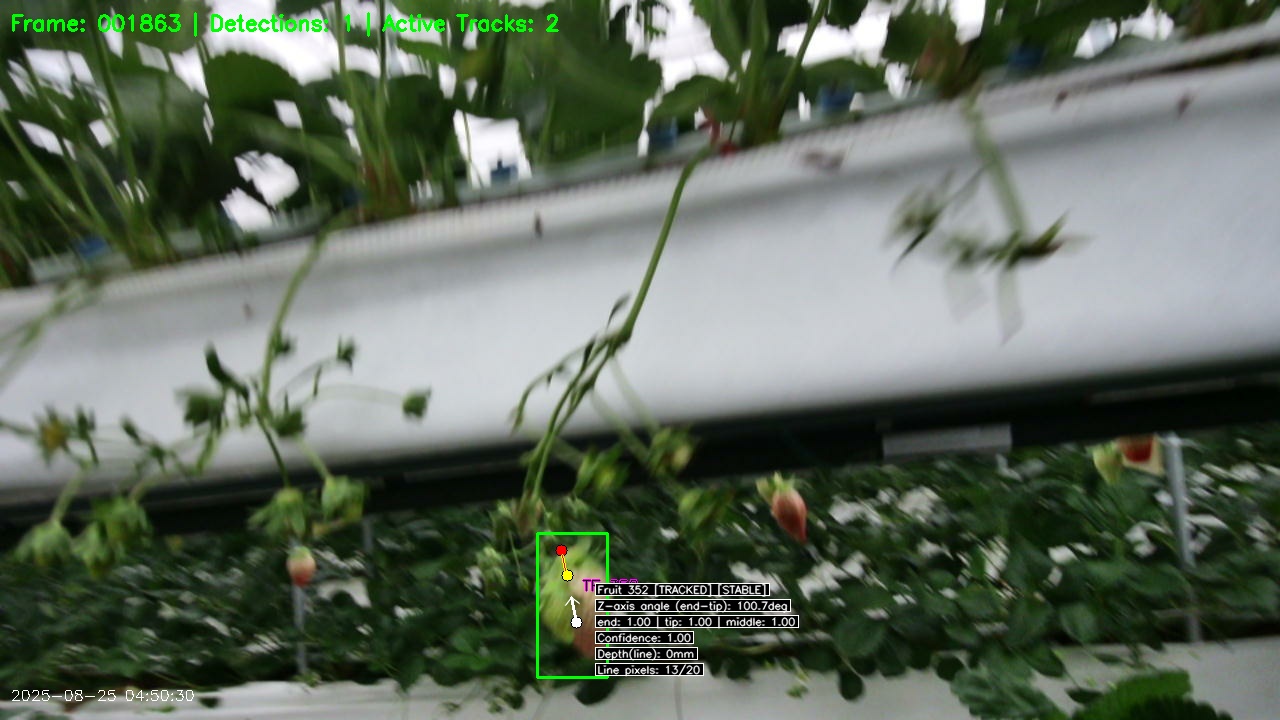 Frame: 001863 | Detections: 1 | Active Tracks: 2
Fruit 352 [TRACKED] [STABLE]
Z-axis angle (end-tip): 100.7deg
end: 1.00 | tip: 1.00 | middle: 1.00
Confidence: 1.00
Depth(line): 0mm
Line pixels: 13/20
2025-08-25 04:50:30